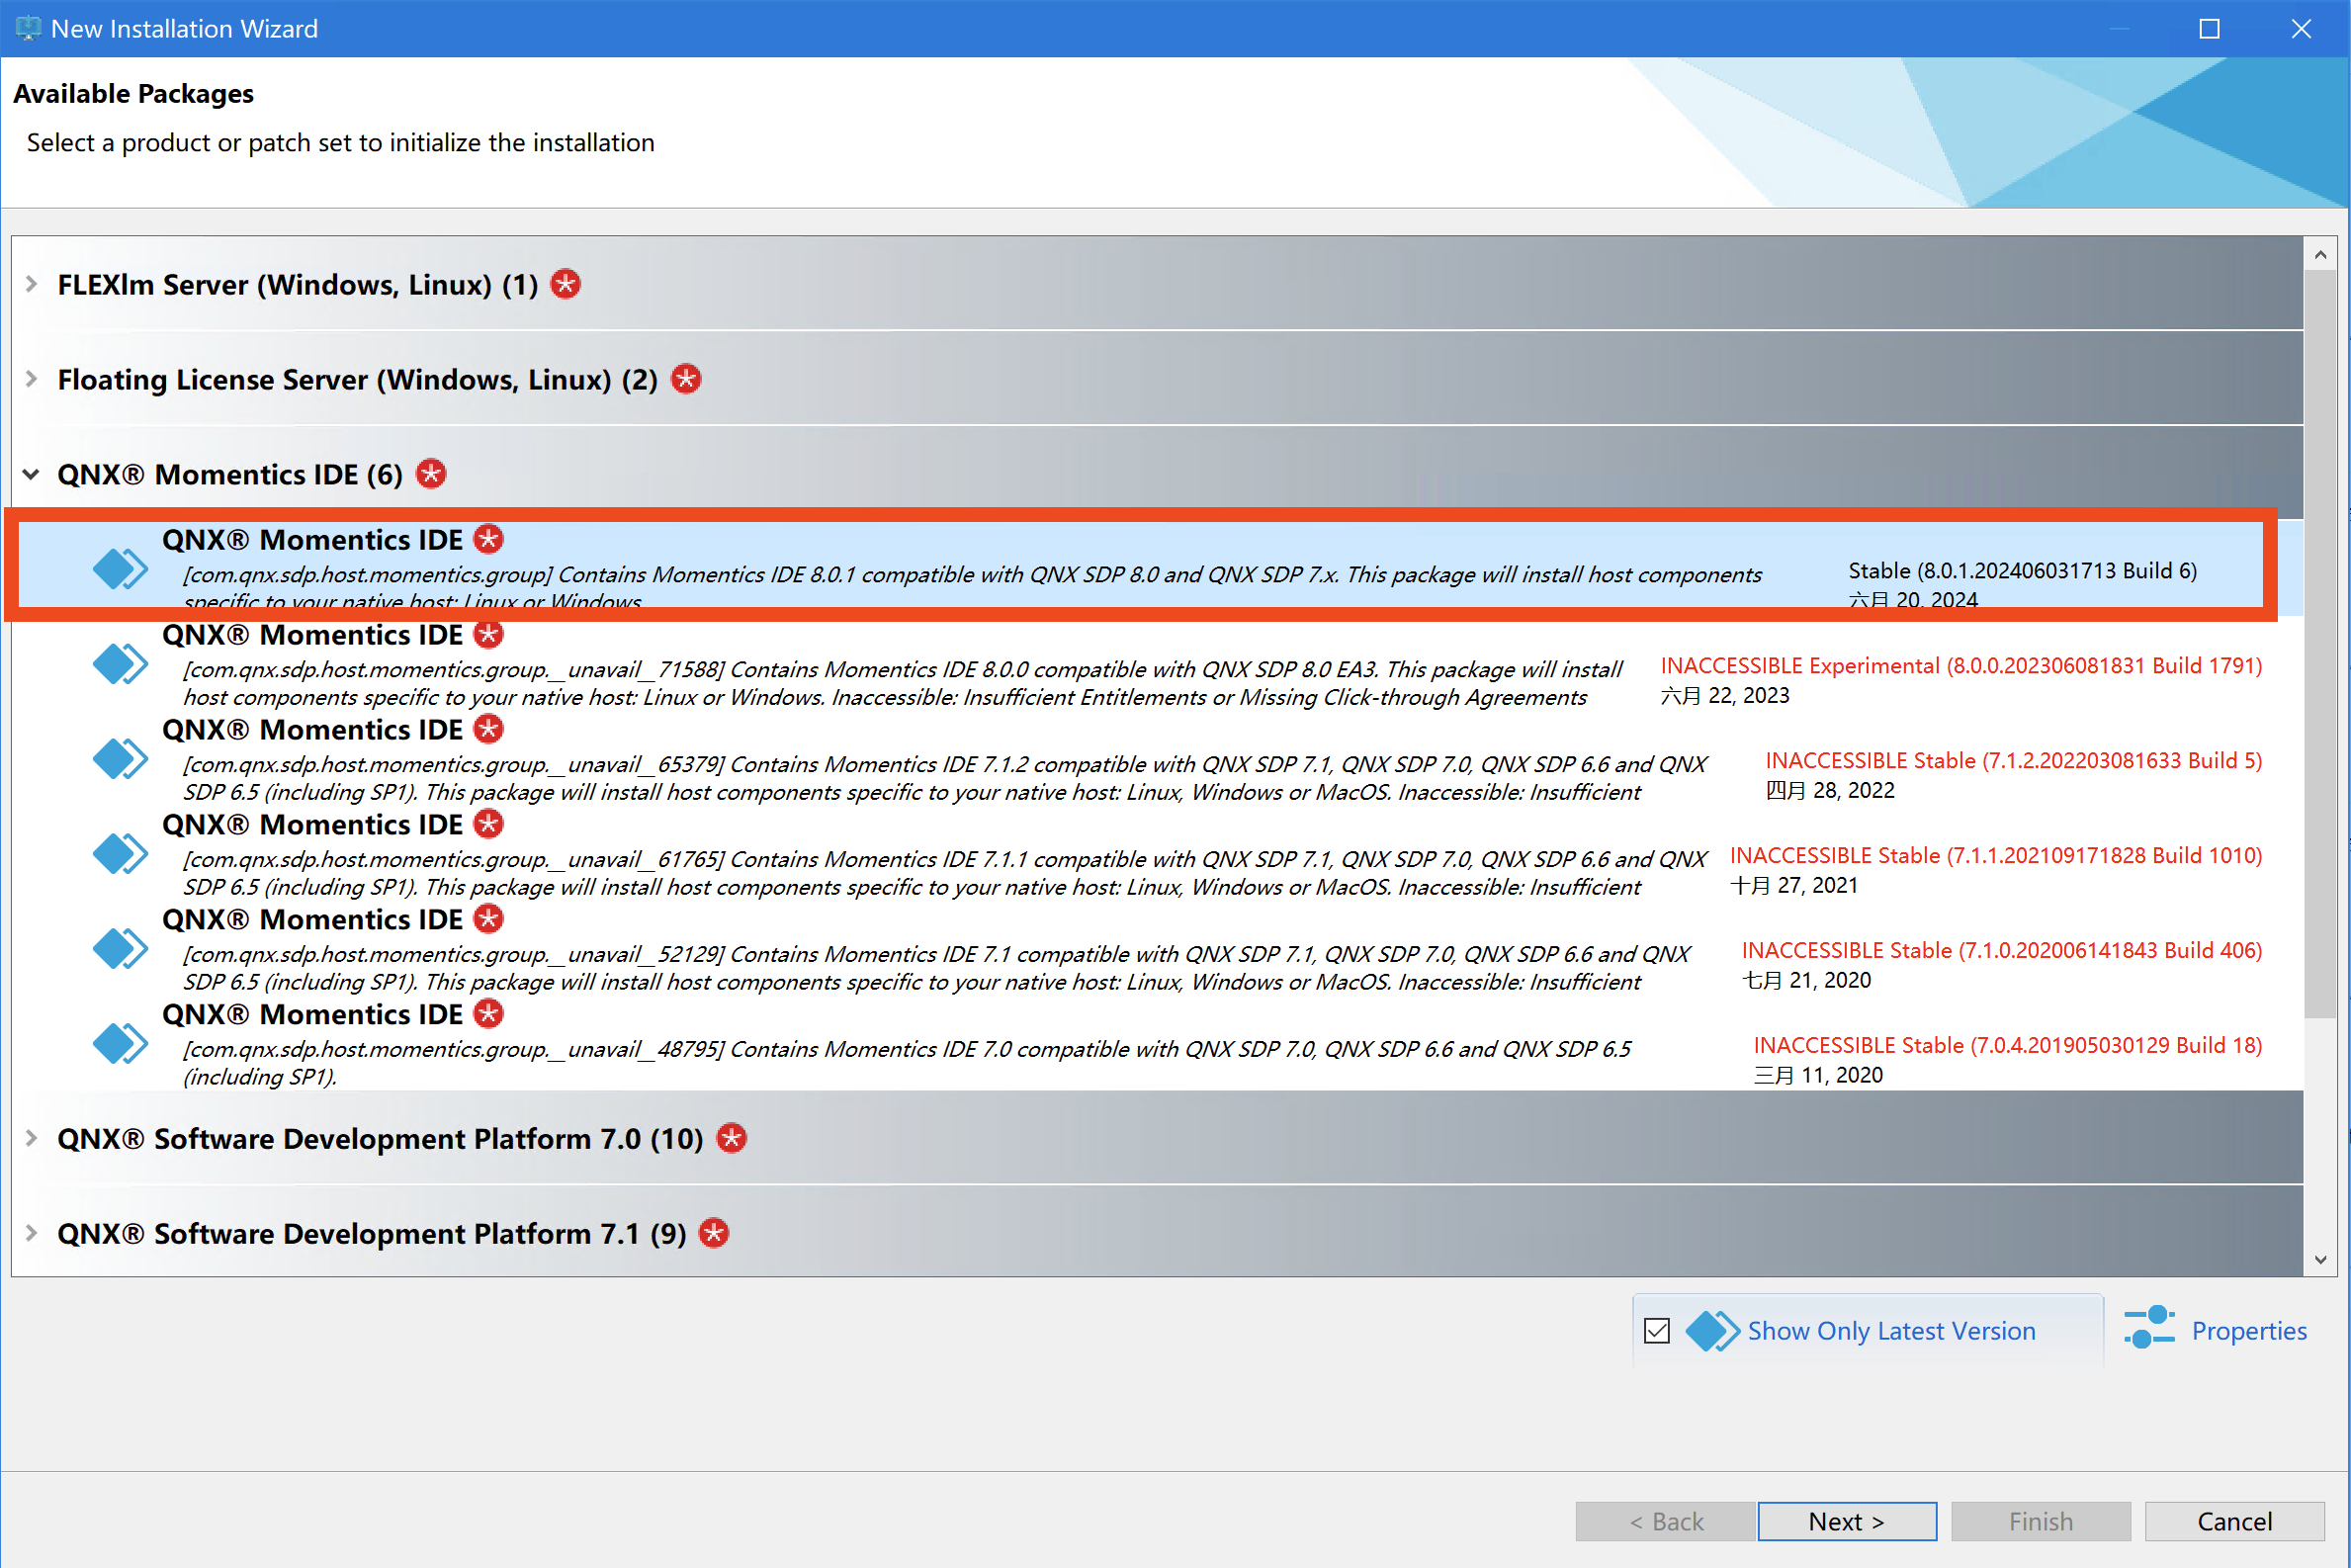 New Installation Wizard
Available Packages
Select a product or patch set to initialize the installation
FLEXlm Server (Windows, Linux) (1)
Floating License Server (Windows, Linux) (2)
QNX® Momentics IDE (6)
QNX® Momentics IDE
[com.qnx.sdp.host.momentics.group] Contains Momentics IDE 8.0.1 compatible with QNX SDP 8.0 and QNX SDP 7.x. This package will install host components
specific to your native host: Linux or Windows.
Stable (8.0.1.202406031713 Build 6)
六月 20, 2024
QNX® Momentics IDE
[com.qnx.sdp.host.momentics.group.__unavail__71588] Contains Momentics IDE 8.0.0 compatible with QNX SDP 8.0 EA3. This package will install
host components specific to your native host: Linux or Windows. Inaccessible: Insufficient Entitlements or Missing Click-through Agreements
INACCESSIBLE Experimental (8.0.0.202306081831 Build 1791)
六月 22, 2023
QNX® Momentics IDE
[com.qnx.sdp.host.momentics.group.__unavail__65379] Contains Momentics IDE 7.1.2 compatible with QNX SDP 7.1, QNX SDP 7.0, QNX SDP 6.6 and QNX
SDP 6.5 (including SP1). This package will install host components specific to your native host: Linux, Windows or MacOS. Inaccessible: Insufficient
INACCESSIBLE Stable (7.1.2.202203081633 Build 5)
四月 28, 2022
QNX® Momentics IDE
[com.qnx.sdp.host.momentics.group.__unavail__61765] Contains Momentics IDE 7.1.1 compatible with QNX SDP 7.1, QNX SDP 7.0, QNX SDP 6.6 and QNX
SDP 6.5 (including SP1). This package will install host components specific to your native host: Linux, Windows or MacOS. Inaccessible: Insufficient
INACCESSIBLE Stable (7.1.1.202109171828 Build 1010)
十月 27, 2021
QNX® Momentics IDE
[com.qnx.sdp.host.momentics.group.__unavail__52129] Contains Momentics IDE 7.1 compatible with QNX SDP 7.1, QNX SDP 7.0, QNX SDP 6.6 and QNX
SDP 6.5 (including SP1). This package will install host components specific to your native host: Linux, Windows or MacOS. Inaccessible: Insufficient
INACCESSIBLE Stable (7.1.0.202006141843 Build 406)
七月 21, 2020
QNX® Momentics IDE
[com.qnx.sdp.host.momentics.group.__unavail__48795] Contains Momentics IDE 7.0 compatible with QNX SDP 7.0, QNX SDP 6.6 and QNX SDP 6.5
(including SP1).
INACCESSIBLE Stable (7.0.4.201905030129 Build 18)
三月 11, 2020
QNX® Software Development Platform 7.0 (10)
QNX® Software Development Platform 7.1 (9)
Show Only Latest Version
Properties
< Back
Next >
Finish
Cancel